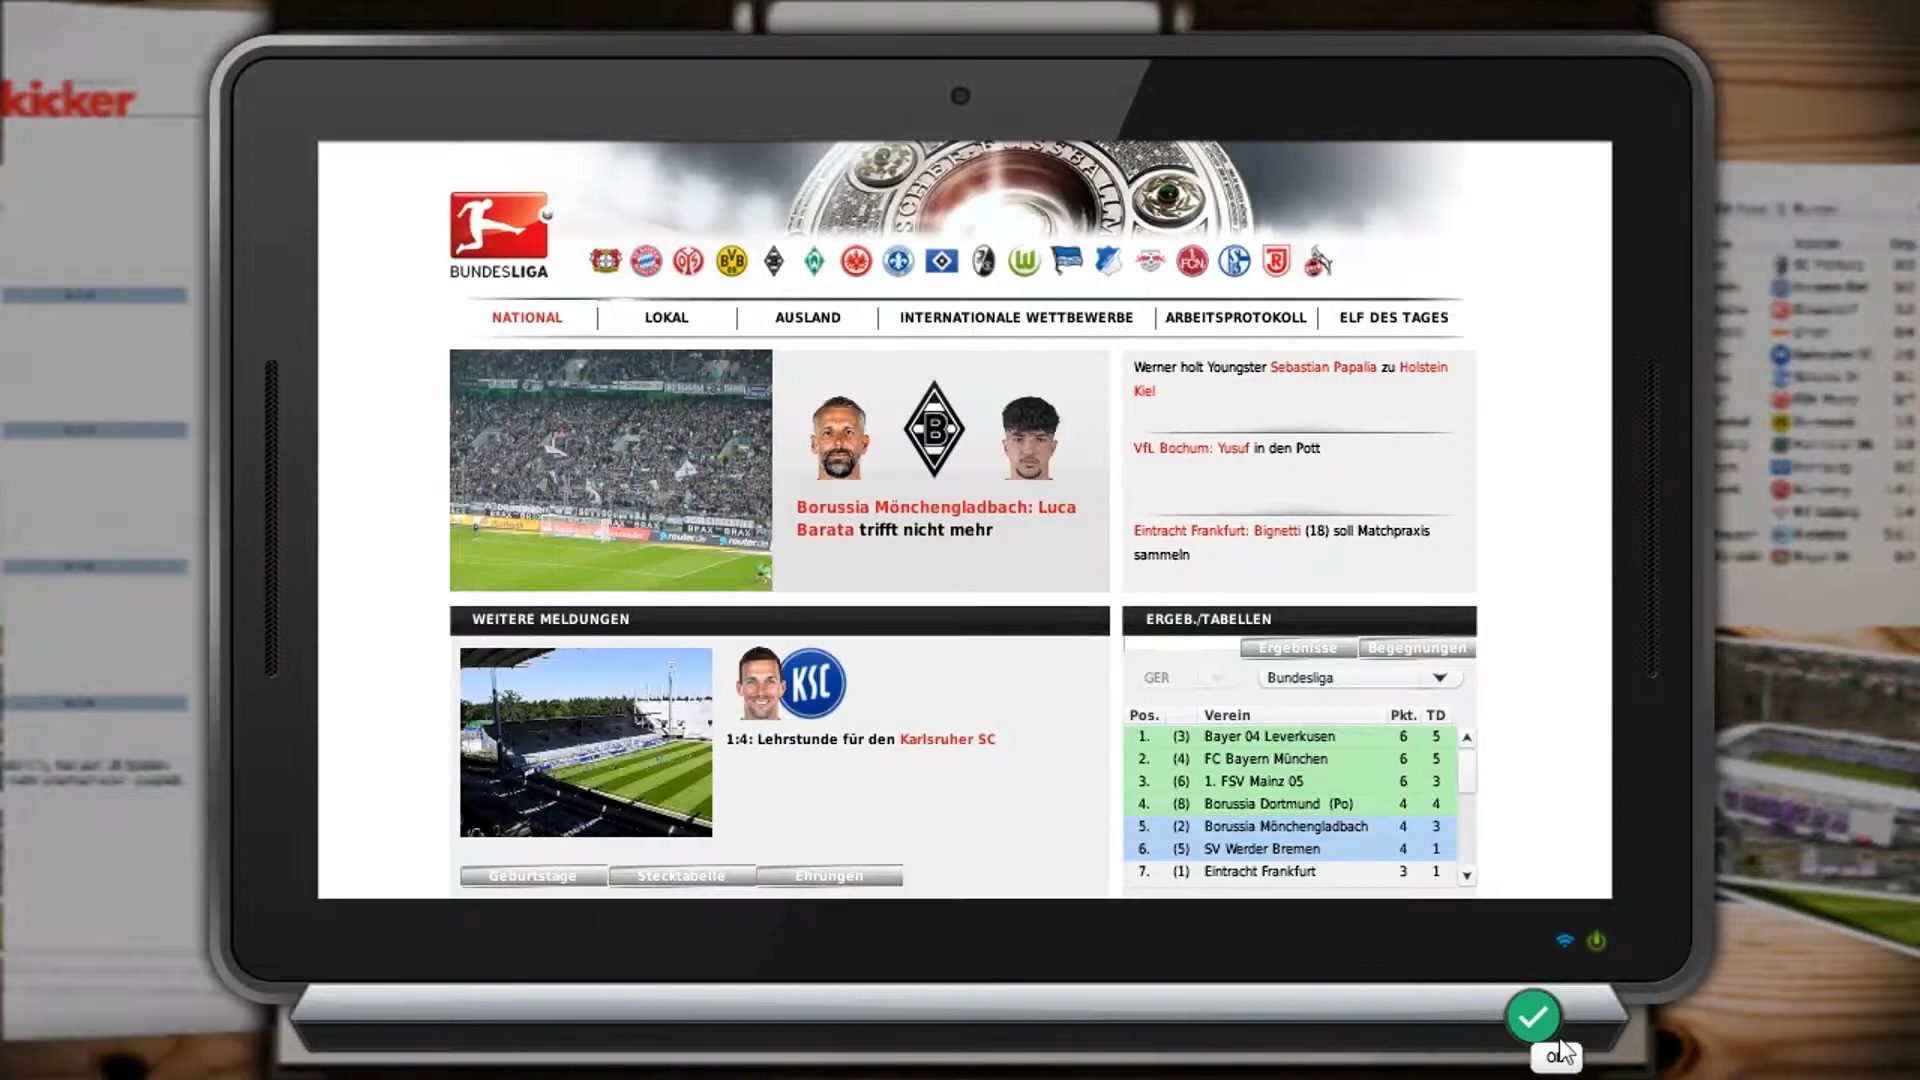 kicker
SCHER·FUSSBALLM
BUNDESLIGA
NATIONAL
LOKAL
AUSLAND
INTERNATIONALE WETTBEWERBE
ARBEITSPROTOKOLL
ELF DES TAGES
Borussia Mönchengladbach: Luca
Barata trifft nicht mehr
Werner holt Youngster Sebastian Papalia zu Holstein
Kiel
VfL Bochum: Yusuf in den Pott
Eintracht Frankfurt: Bignetti (18) soll Matchpraxis
sammeln
WEITERE MELDUNGEN
KSC
1:4: Lehrstunde für den Karlsruher SC
Geburtstage
Stecktabelle
Ehrungen
ERGEB./TABELLEN
Ergebnisse
Begegnungen
GER
Bundesliga
Pos. Verein Pkt. TD
1. (3) Bayer 04 Leverkusen 6 5
2. (4) FC Bayern München 6 5
3. (6) 1. FSV Mainz 05 6 3
4. (8) Borussia Dortmund (Po) 4 4
5. (2) Borussia Mönchengladbach 4 3
6. (5) SV Werder Bremen 4 1
7. (1) Eintracht Frankfurt 3 1